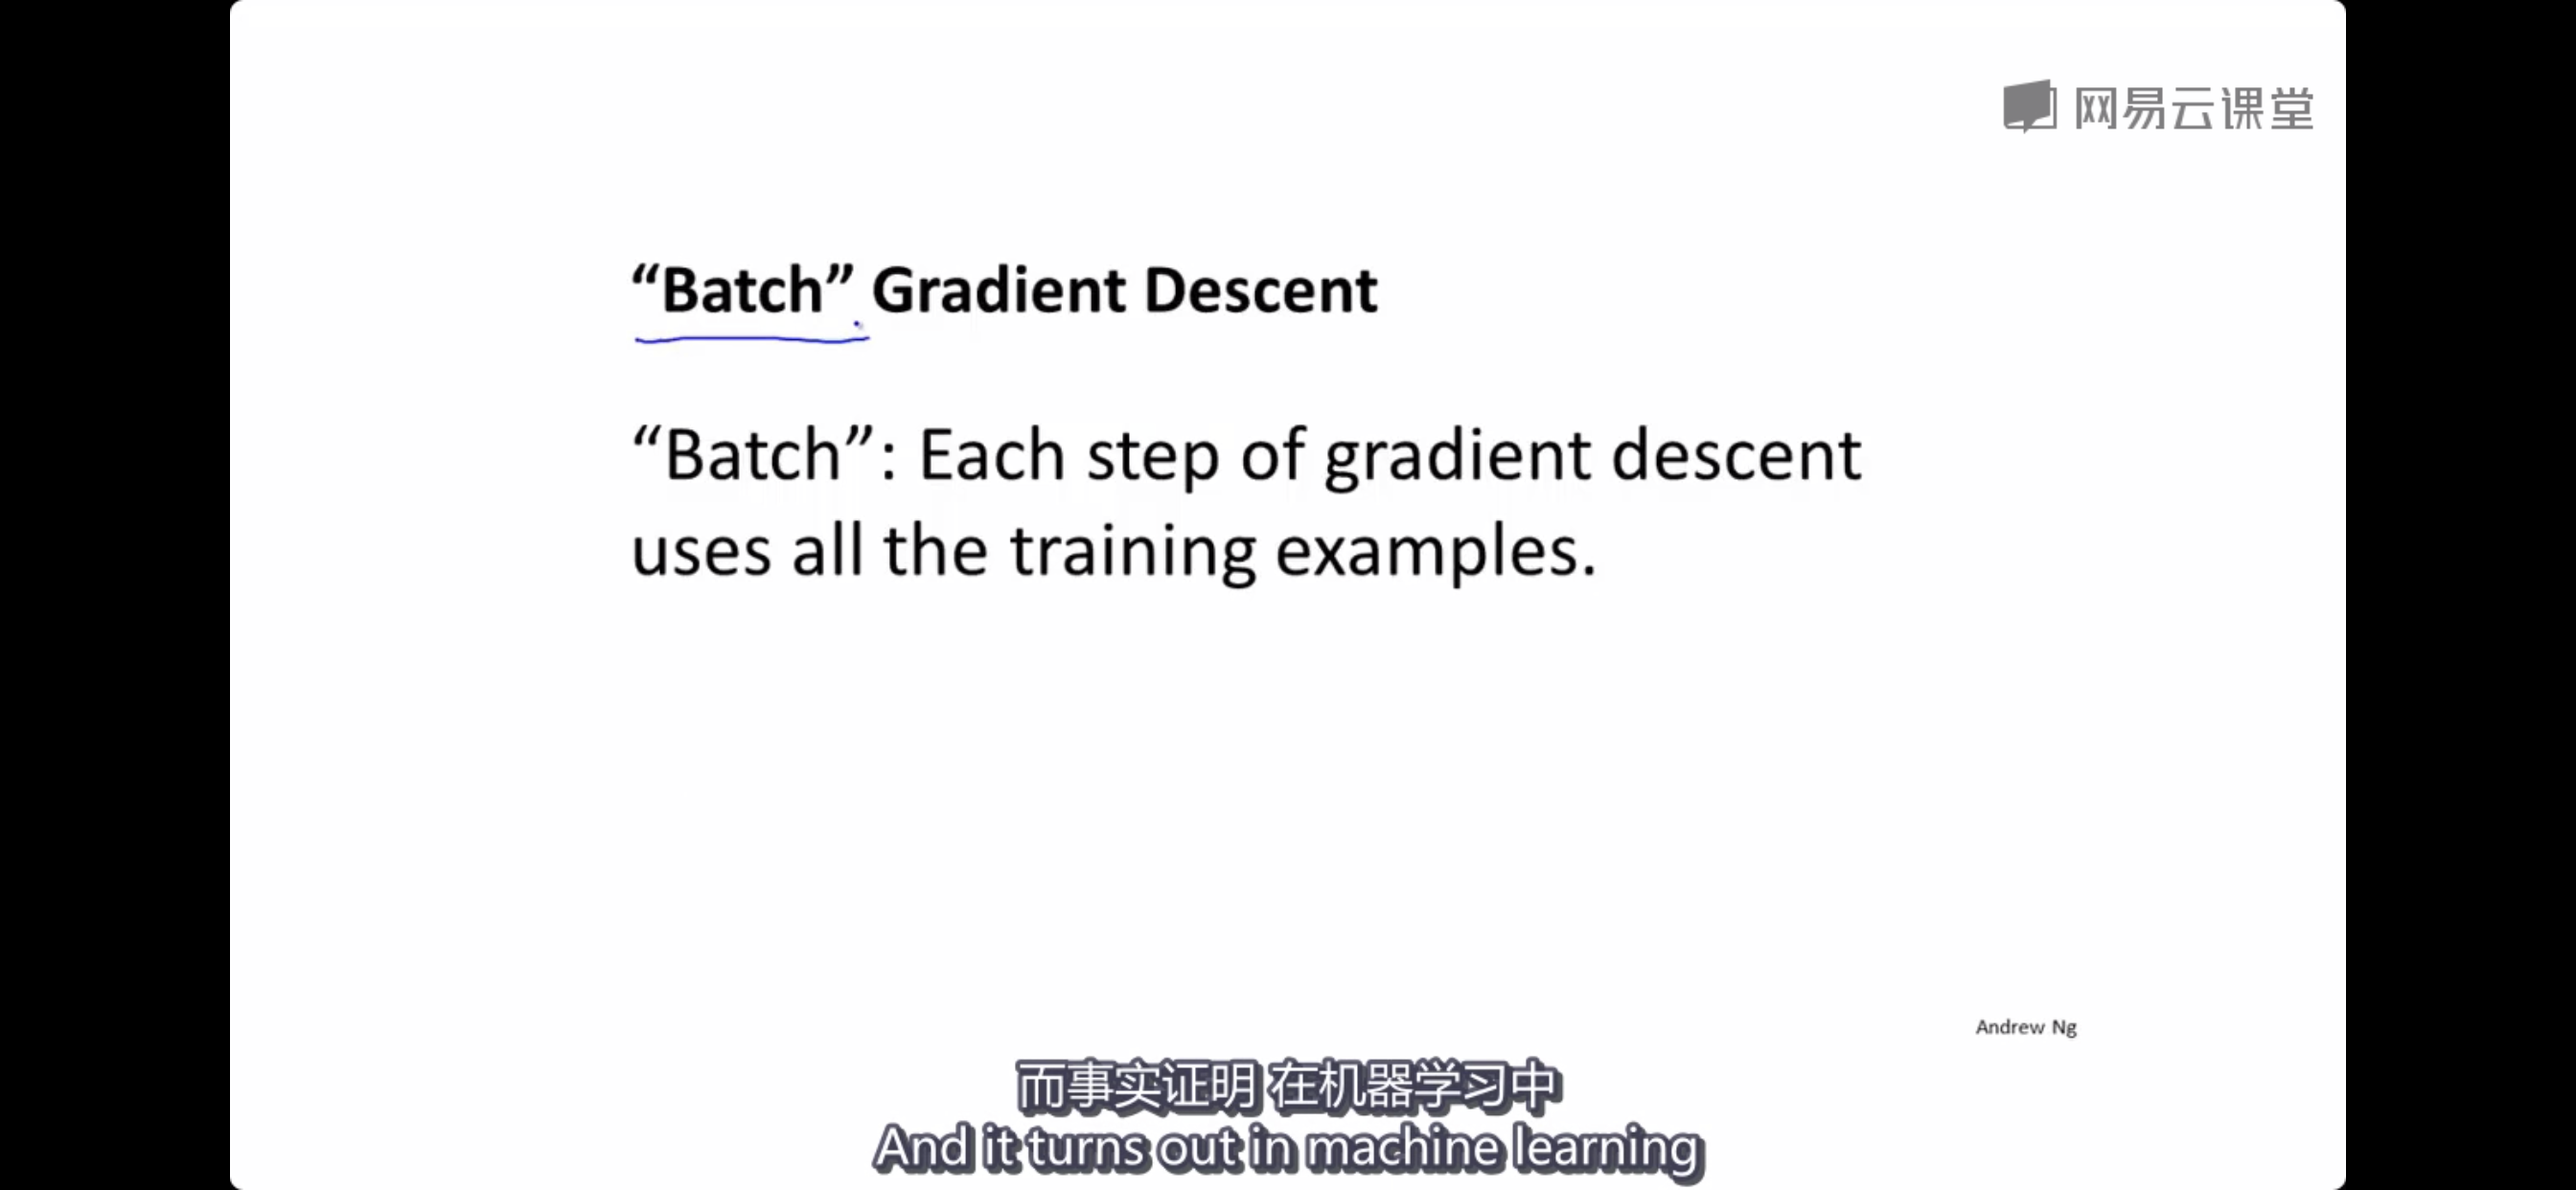 网易云课堂
“Batch” Gradient Descent
“Batch”: Each step of gradient descent
uses all the training examples.
Andrew Ng
而事实证明 在机器学习中
And it turns out in machine learning